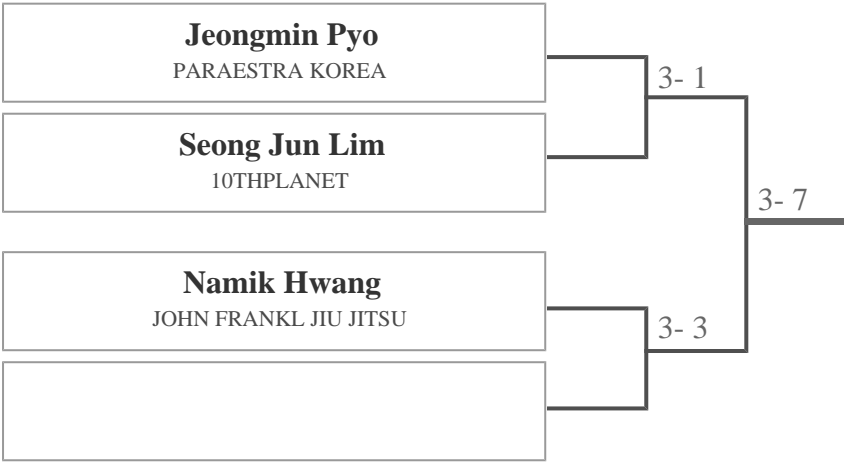 Jeongmin Pyo
PARAESTRA KOREA
3- 1
Seong Jun Lim
10THPLANET
3- 7
Namik Hwang
JOHN FRANKL JIU JITSU
3- 3